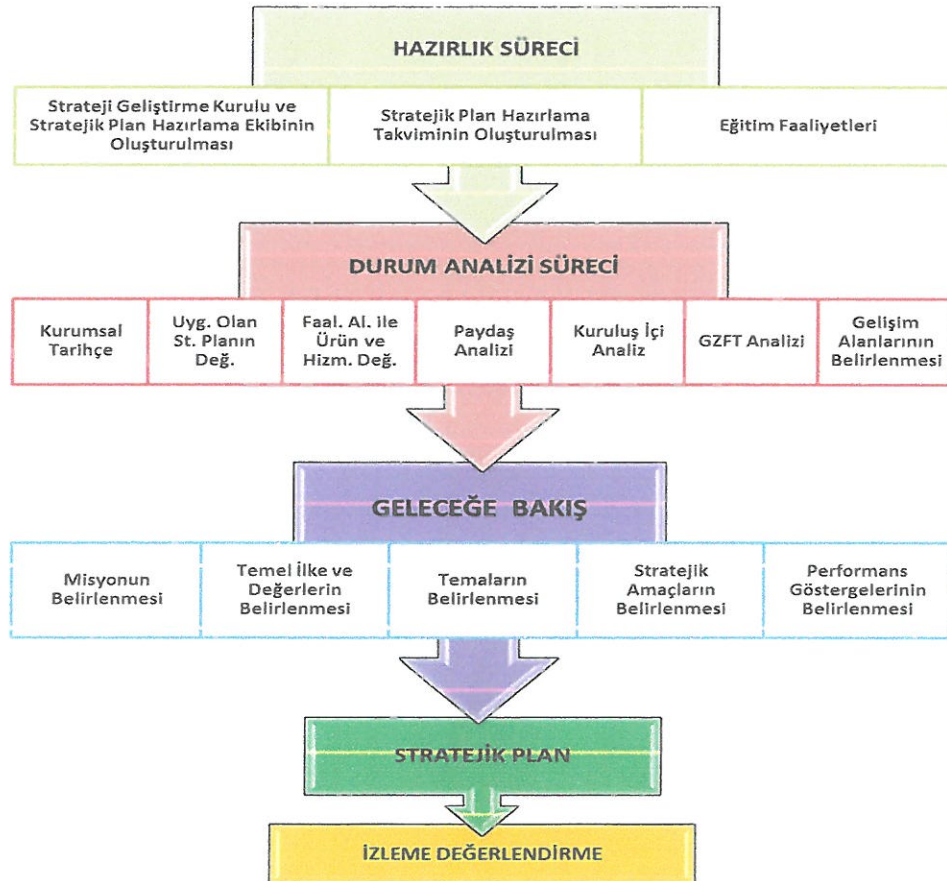 HAZIRLIK SÜRECİ
Strateji Geliştirme Kurulu ve
Stratejik Plan Hazırlama Ekibinin
Oluşturulması
Stratejik Plan Hazırlama
Takviminin Oluşturulması
Eğitim Faaliyetleri
DURUM ANALİZİ SÜRECİ
Kurumsal
Tarihçe
Uyg. Olan
St. Planın
Değ.
Faal. Al. ile
Ürün ve
Hizm. Değ.
Paydaş
Analizi
Kuruluş İçi
Analiz
GZFT Analizi
Gelişim
Alanlarının
Belirlenmesi
GELECEĞE BAKIŞ
Misyonun
Belirlenmesi
Temel İlke ve
Değerlerin
Belirlenmesi
Temaların
Belirlenmesi
Stratejik
Amaçların
Belirlenmesi
Performans
Göstergelerinin
Belirlenmesi
STRATEJİK PLAN
İZLEME DEĞERLENDİRME